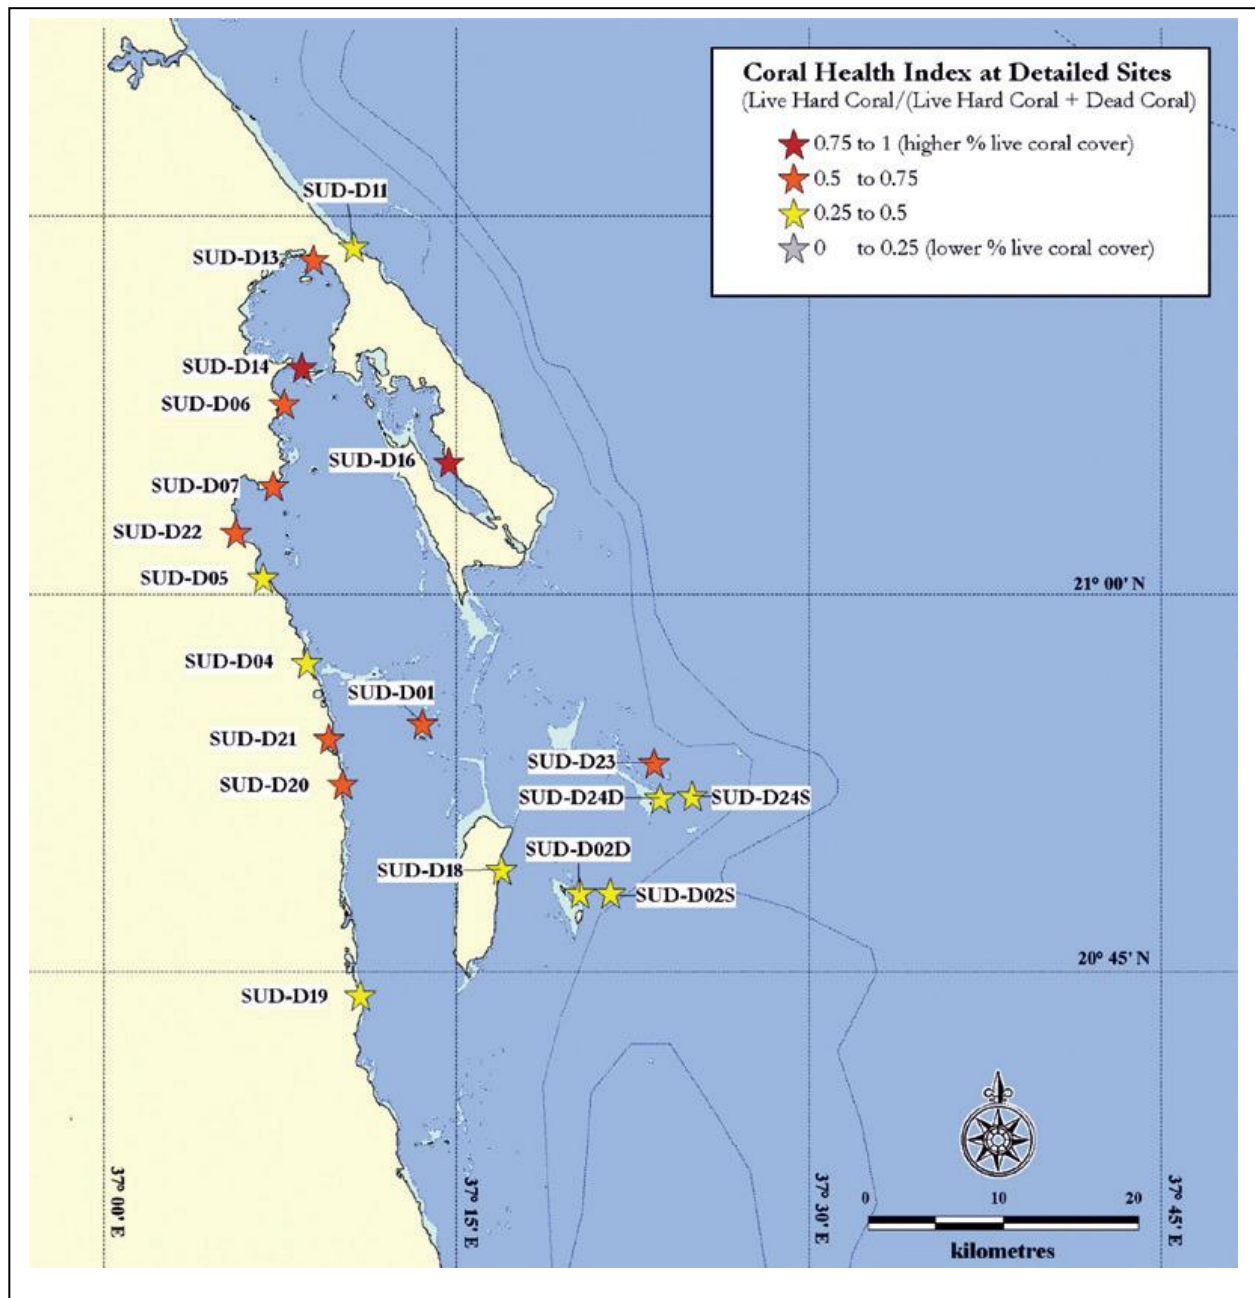 Coral Health Index at Detailed Sites
(Live Hard Coral/(Live Hard Coral + Dead Coral)
0.75 to 1 (higher % live coral cover)
0.5 to 0.75
0.25 to 0.5
0 to 0.25 (lower % live coral cover)
SUD-D11
SUD-D13
SUD-D14
SUD-D06
SUD-D16
SUD-D07
SUD-D22
SUD-D05
21° 00' N
SUD-D04
SUD-D01
SUD-D21
SUD-D23
SUD-D20
SUD-D24D
SUD-D24S
SUD-D02D
SUD-D18
SUD-D02S
20° 45' N
SUD-D19
37° 00' E
37° 15' E
37° 30' E
37° 45' E
0 10 20
kilometres